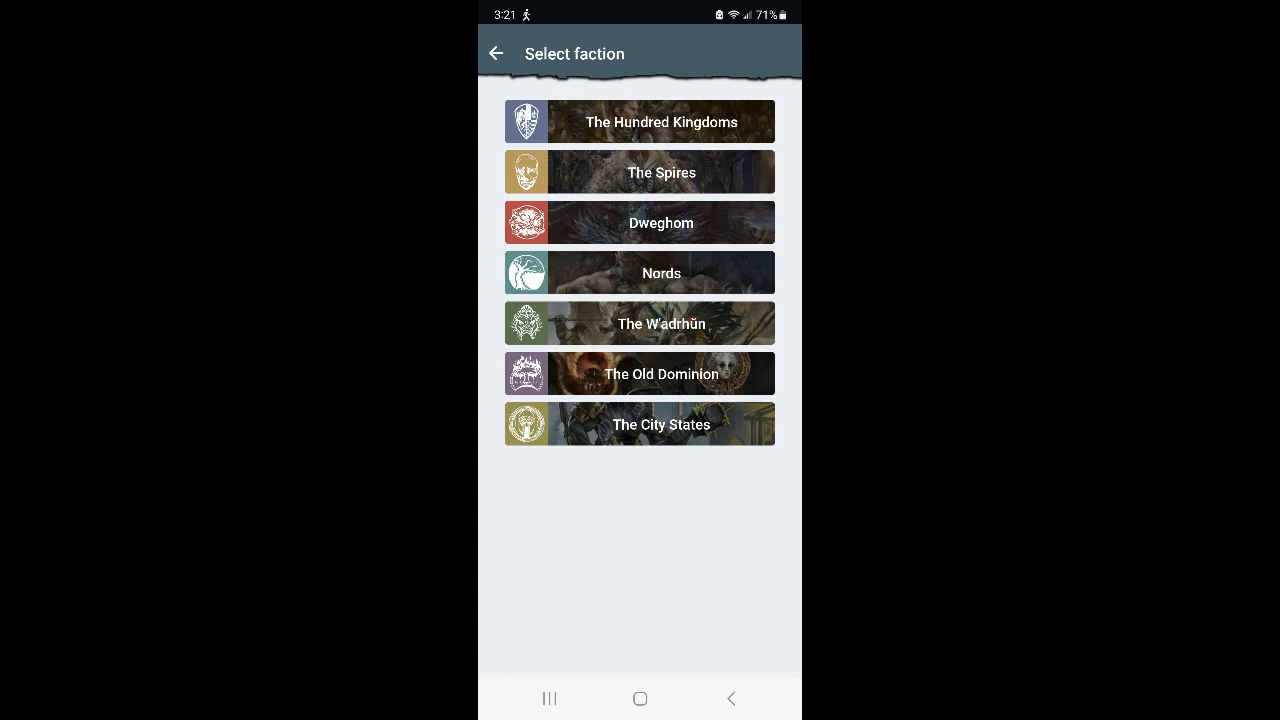 3:21 71%
Select faction
The Hundred Kingdoms
The Spires
Dweghom
Nords
The W'adrhŭn
The Old Dominion
The City States